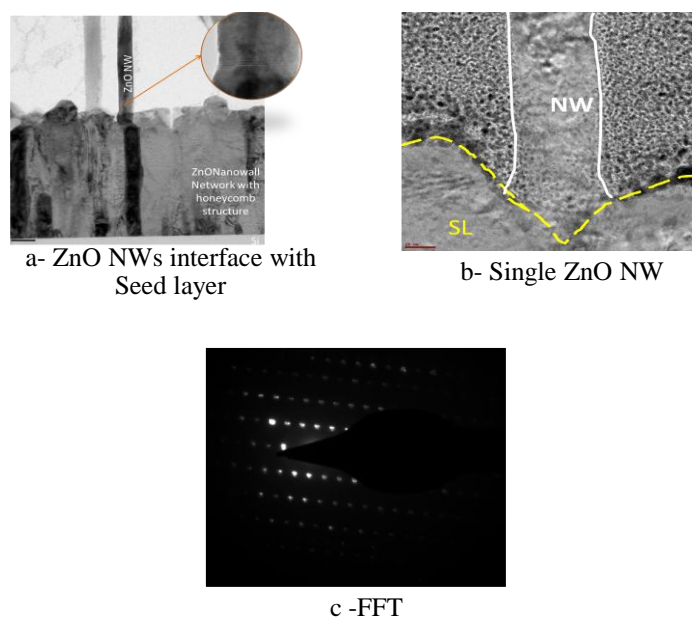 ZnO NW
ZnONanowall
Network with
honeycomb
structure
Si
a- ZnO NWs interface with
Seed layer
NW
SL
b- Single ZnO NW
c -FFT